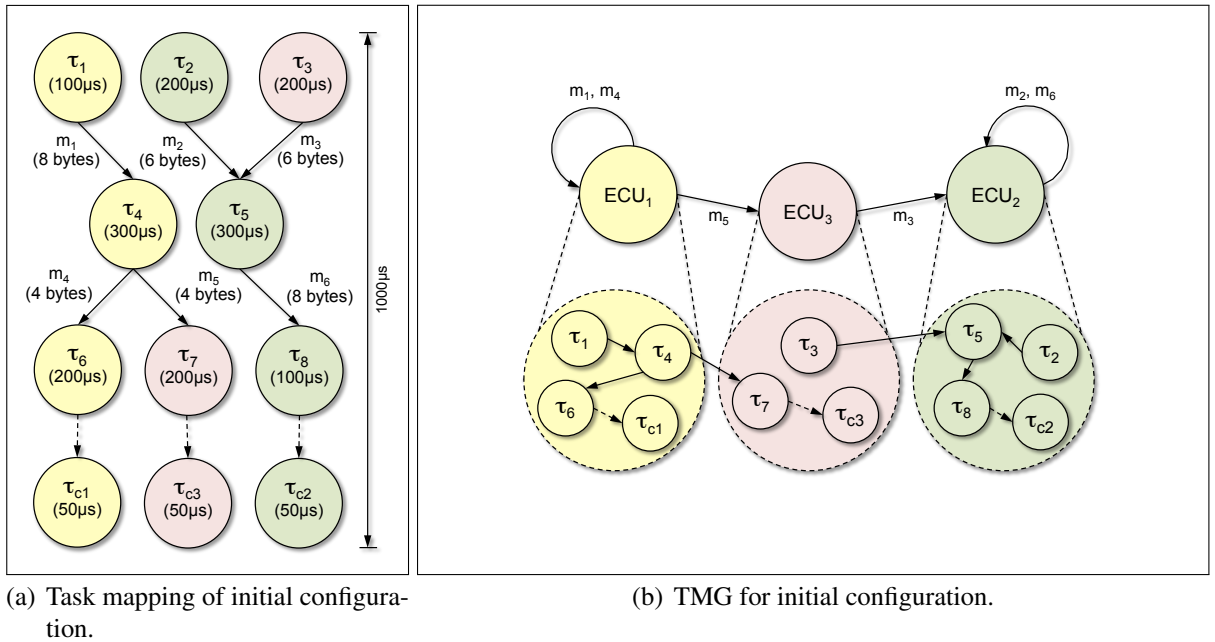 τ1 τ2 τ3
(100µs) (200µs) (200µs)
m1 m2 m3
(8 bytes) (6 bytes) (6 bytes)
τ4 τ5
(300µs) (300µs)
m4 m5 m6
(4 bytes) (4 bytes) (8 bytes)
τ6 τ7 τ8
(200µs) (200µs) (100µs)
τc1 τc3 τc2
(50µs) (50µs) (50µs)
1000µs
(a) Task mapping of initial configura-
tion.
m1, m4
m2, m6
ECU1
ECU3
ECU2
m5
m3
τ1
τ4
τ6
τc1
τ3
τ7
τc3
τ5
τ2
τ8
τc2
(b) TMG for initial configuration.